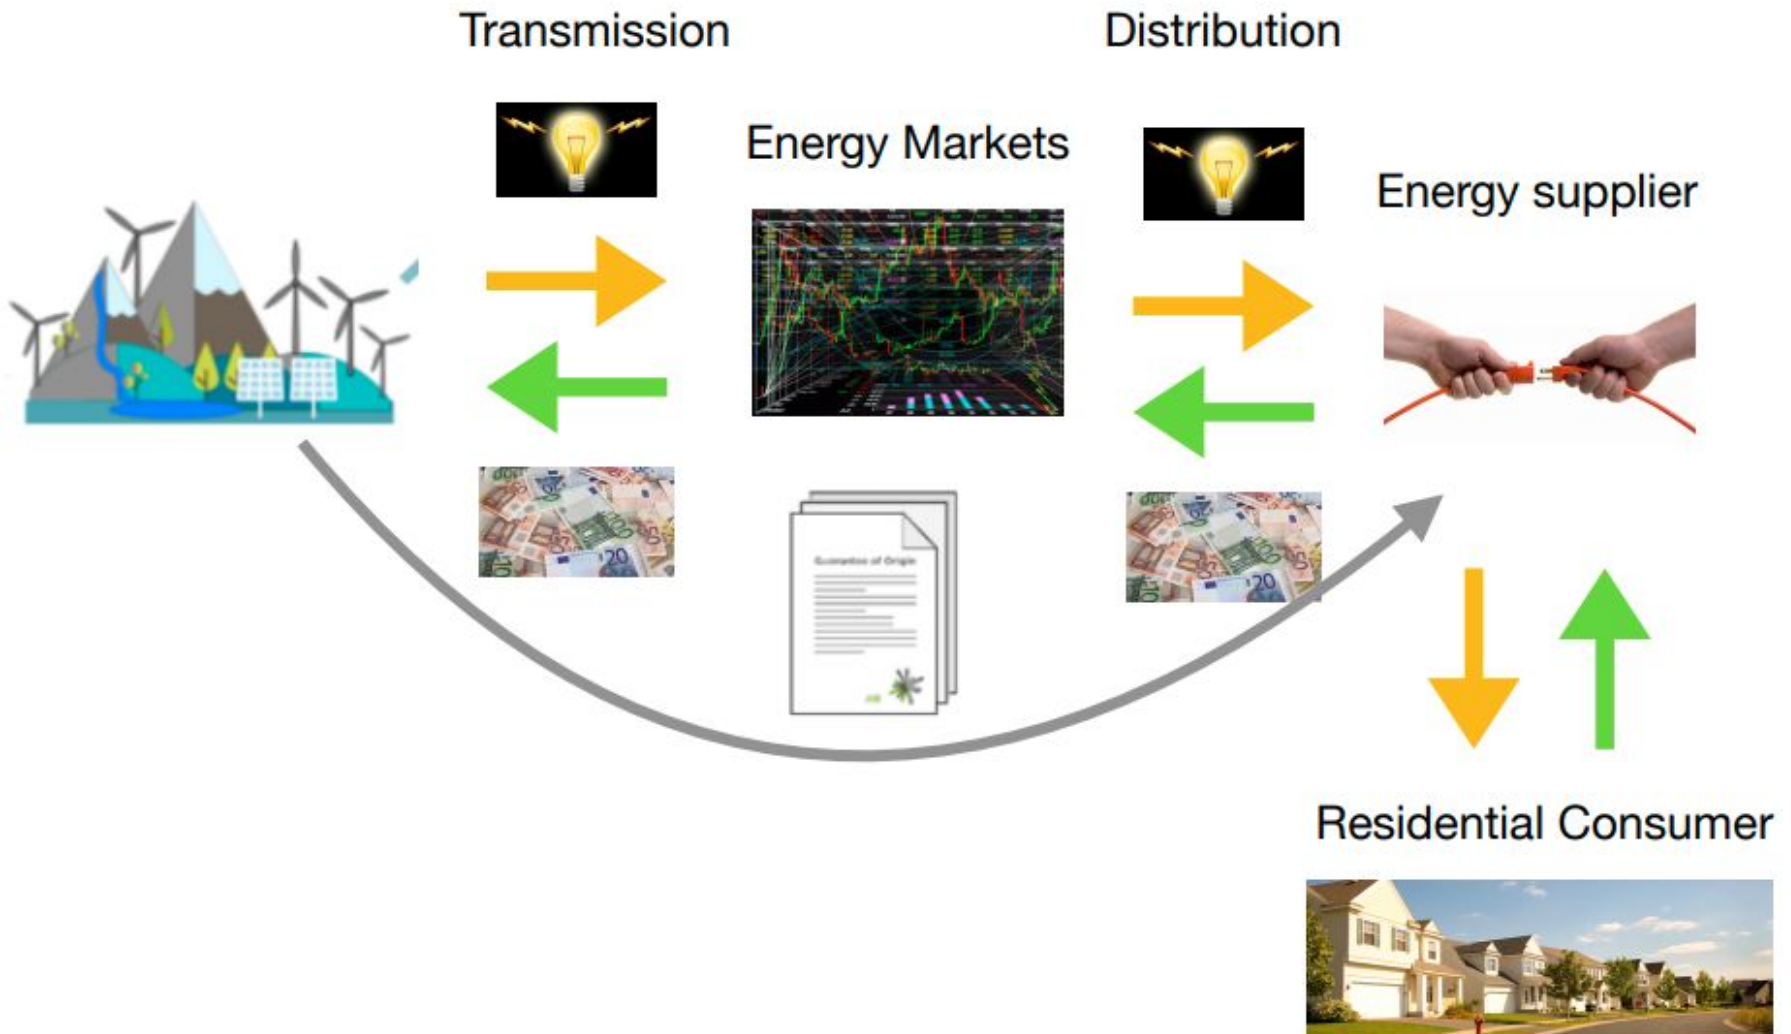 Transmission
Distribution
Energy Markets
Energy supplier
Guarantee of Origin
Residential Consumer